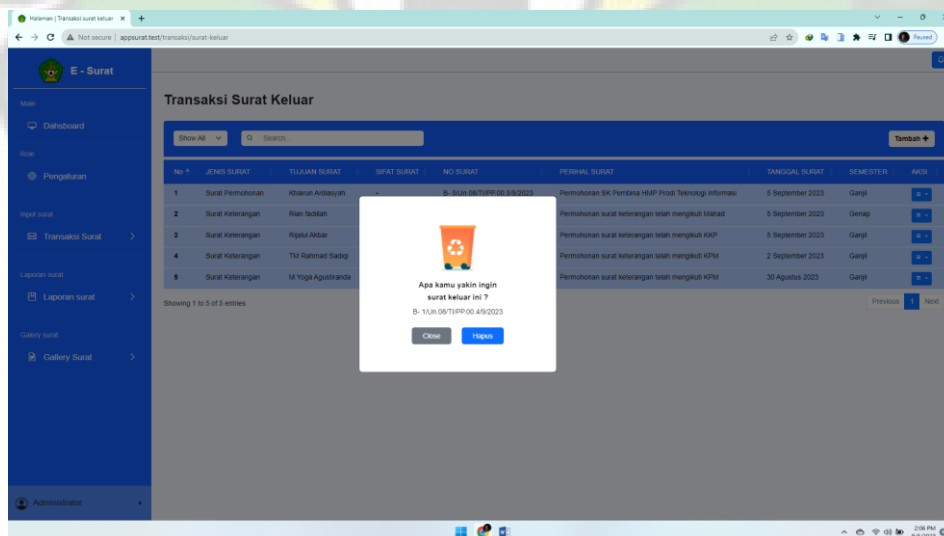 Halaman | Transaksi surat keluar
Not secure | appsurat.test/transaksi/surat-keluar
Paused
E - Surat
Main
Dahsboard
Role
Pengaturan
Input surat
Transaksi Surat
Laporan surat
Laporan surat
Galery surat
Gallery Surat
Administrator
Transaksi Surat Keluar
Show All
Search...
Tambah +
No JENIS SURAT TUJUAN SURAT SIFAT SURAT NO SURAT PERIHAL SURAT TANGGAL SURAT SEMESTER AKSI
1 Surat Permohonan Khairun Ardiasyah - B- 5/Un.08/TI/PP.00.5/9/2023 Permohonan SK Pembina HMP Prodi Teknologi Informasi 5 September 2023 Ganjil
2 Surat Keterangan Rian fadillah Permohonan surat keterangan telah mengikuti Mahad 5 September 2023 Genap
3 Surat Keterangan Rijalul Akbar Permohonan surat keterangan telah mengikuti KKP 5 September 2023 Ganjil
4 Surat Keterangan TM Rahmad Sadiqi Permohonan surat keterangan telah mengikuti KPM 2 September 2023 Ganjil
5 Surat Keterangan M.Yoga Agustiranda Permohonan surat keterangan telah mengikuti KPM 30 Agustus 2023 Ganjil
Showing 1 to 5 of 5 entries
Previous 1 Next
Apa kamu yakin ingin
surat keluar ini ?
B- 1/Un.08/TI/PP.00.4/9/2023
Close Hapus
2:06 PM